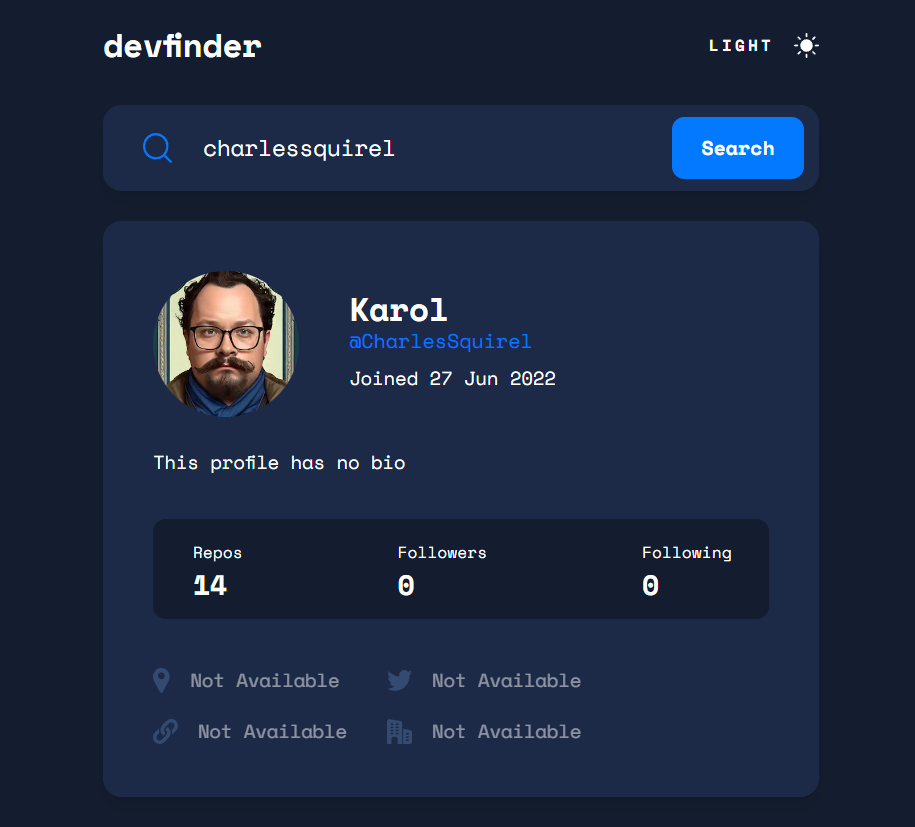 devfinder
LIGHT
charlessquirel
Search
Karol
@CharlesSquirel
Joined 27 Jun 2022
This profile has no bio
Repos Followers Following
14 0 0
Not Available Not Available
Not Available Not Available